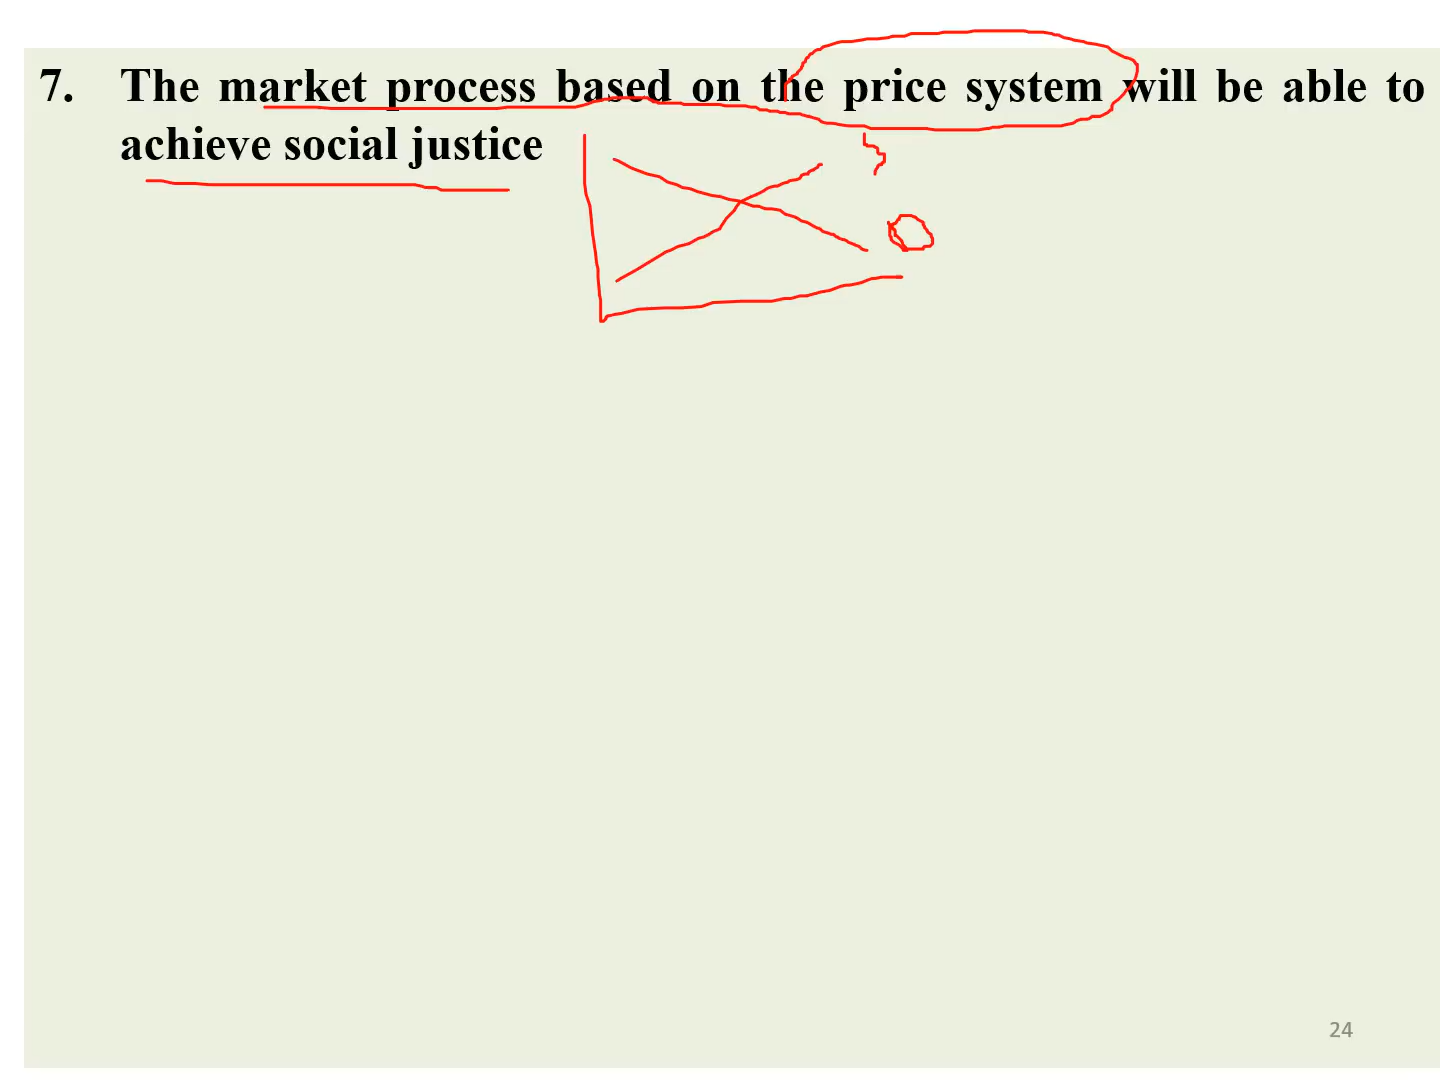 7. The market process based on the price system will be able to
achieve social justice
24